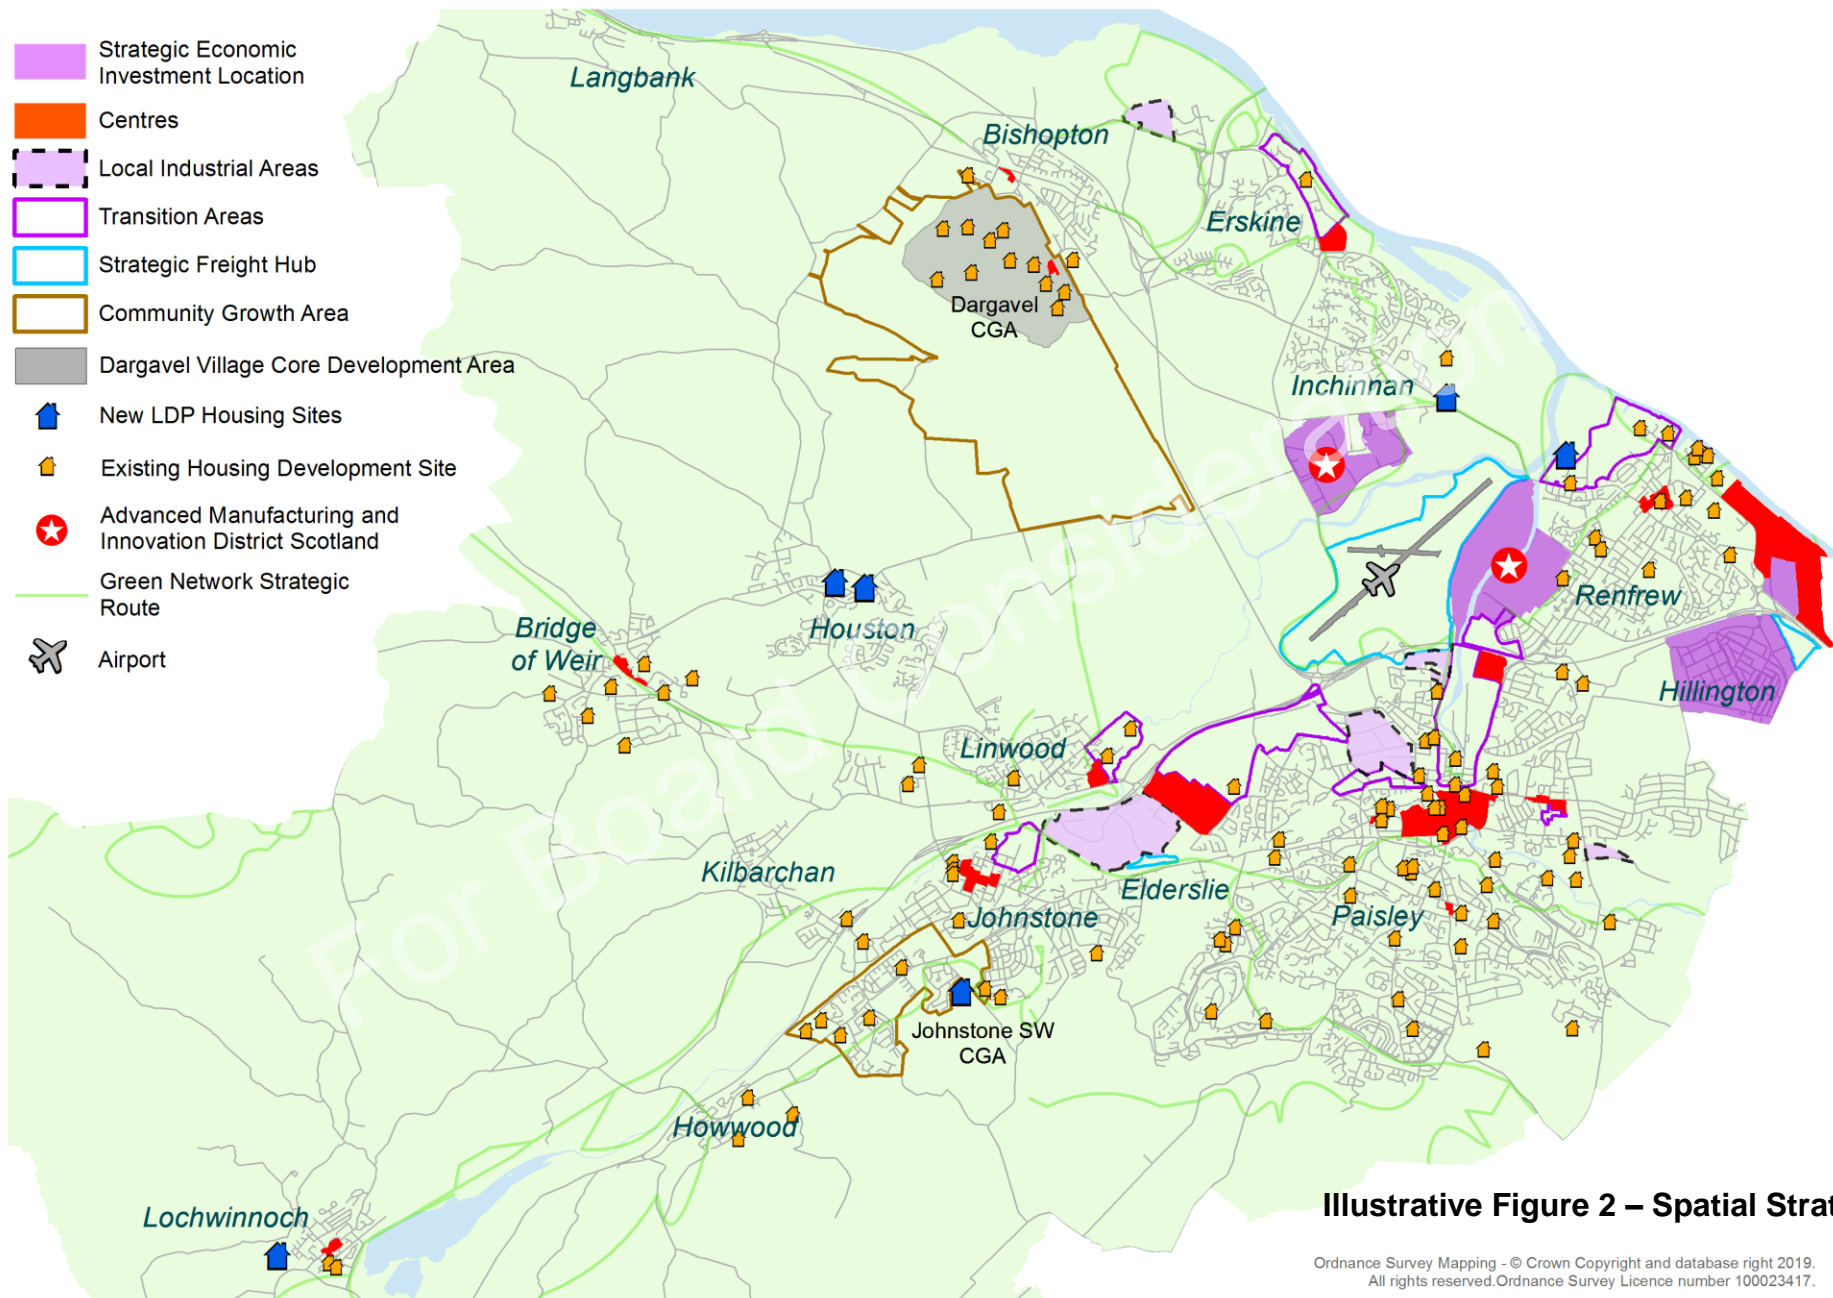 Strategic Economic
Investment Location
Centres
Local Industrial Areas
Transition Areas
Strategic Freight Hub
Community Growth Area
Dargavel Village Core Development Area
New LDP Housing Sites
Existing Housing Development Site
Advanced Manufacturing and
Innovation District Scotland
Green Network Strategic
Route
Airport
Langbank
Bishopton
Erskine
Dargavel
CGA
Inchinnan
Renfrew
Houston
Bridge
of Weir
Hillington
Linwood
Kilbarchan
Elderslie
Johnstone
Paisley
Johnstone SW
CGA
Howwood
Lochwinnoch
For Board Consideration
Illustrative Figure 2 – Spatial Strat
Ordnance Survey Mapping - © Crown Copyright and database right 2019.
All rights reserved.Ordnance Survey Licence number 100023417.